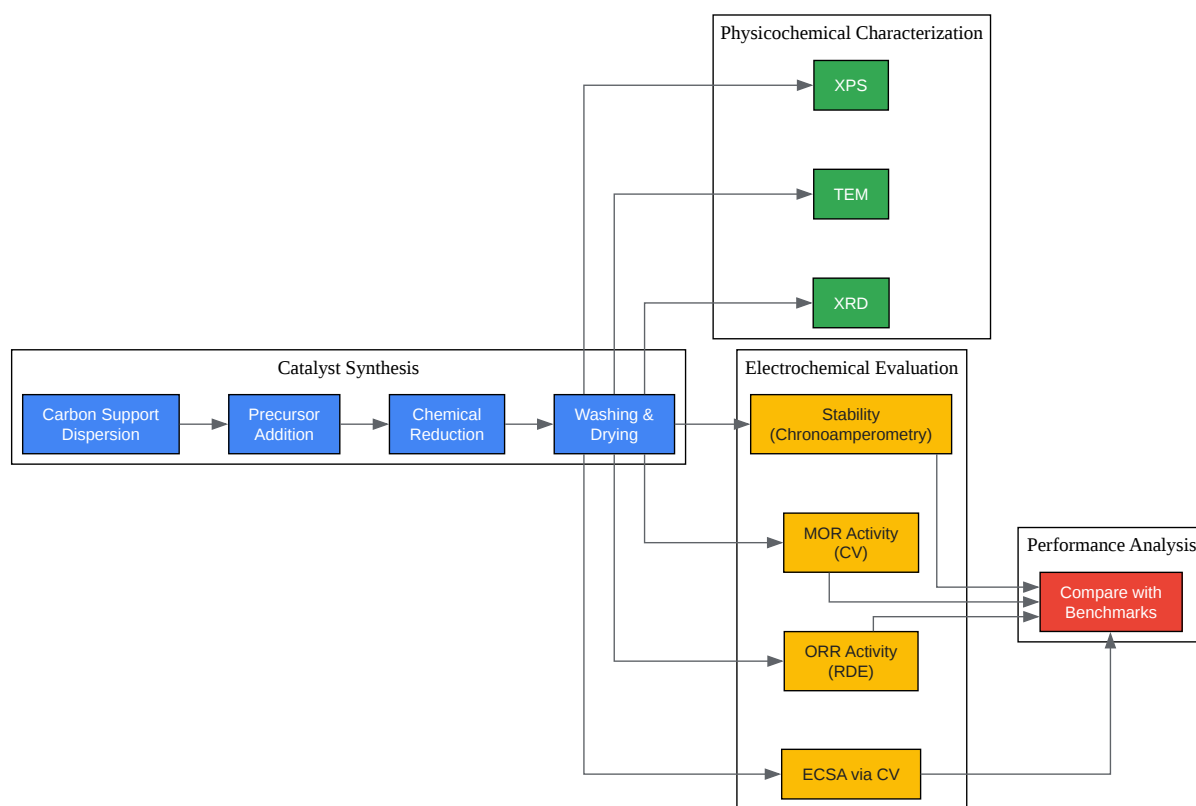 Physicochemical Characterization
XPS
TEM
XRD
Catalyst Synthesis
Carbon Support
Dispersion
Precursor
Addition
Chemical
Reduction
Washing &
Drying
Electrochemical Evaluation
Stability
(Chronoamperometry)
MOR Activity
(CV)
ORR Activity
(RDE)
ECSA via CV
Performance Analysis
Compare with
Benchmarks